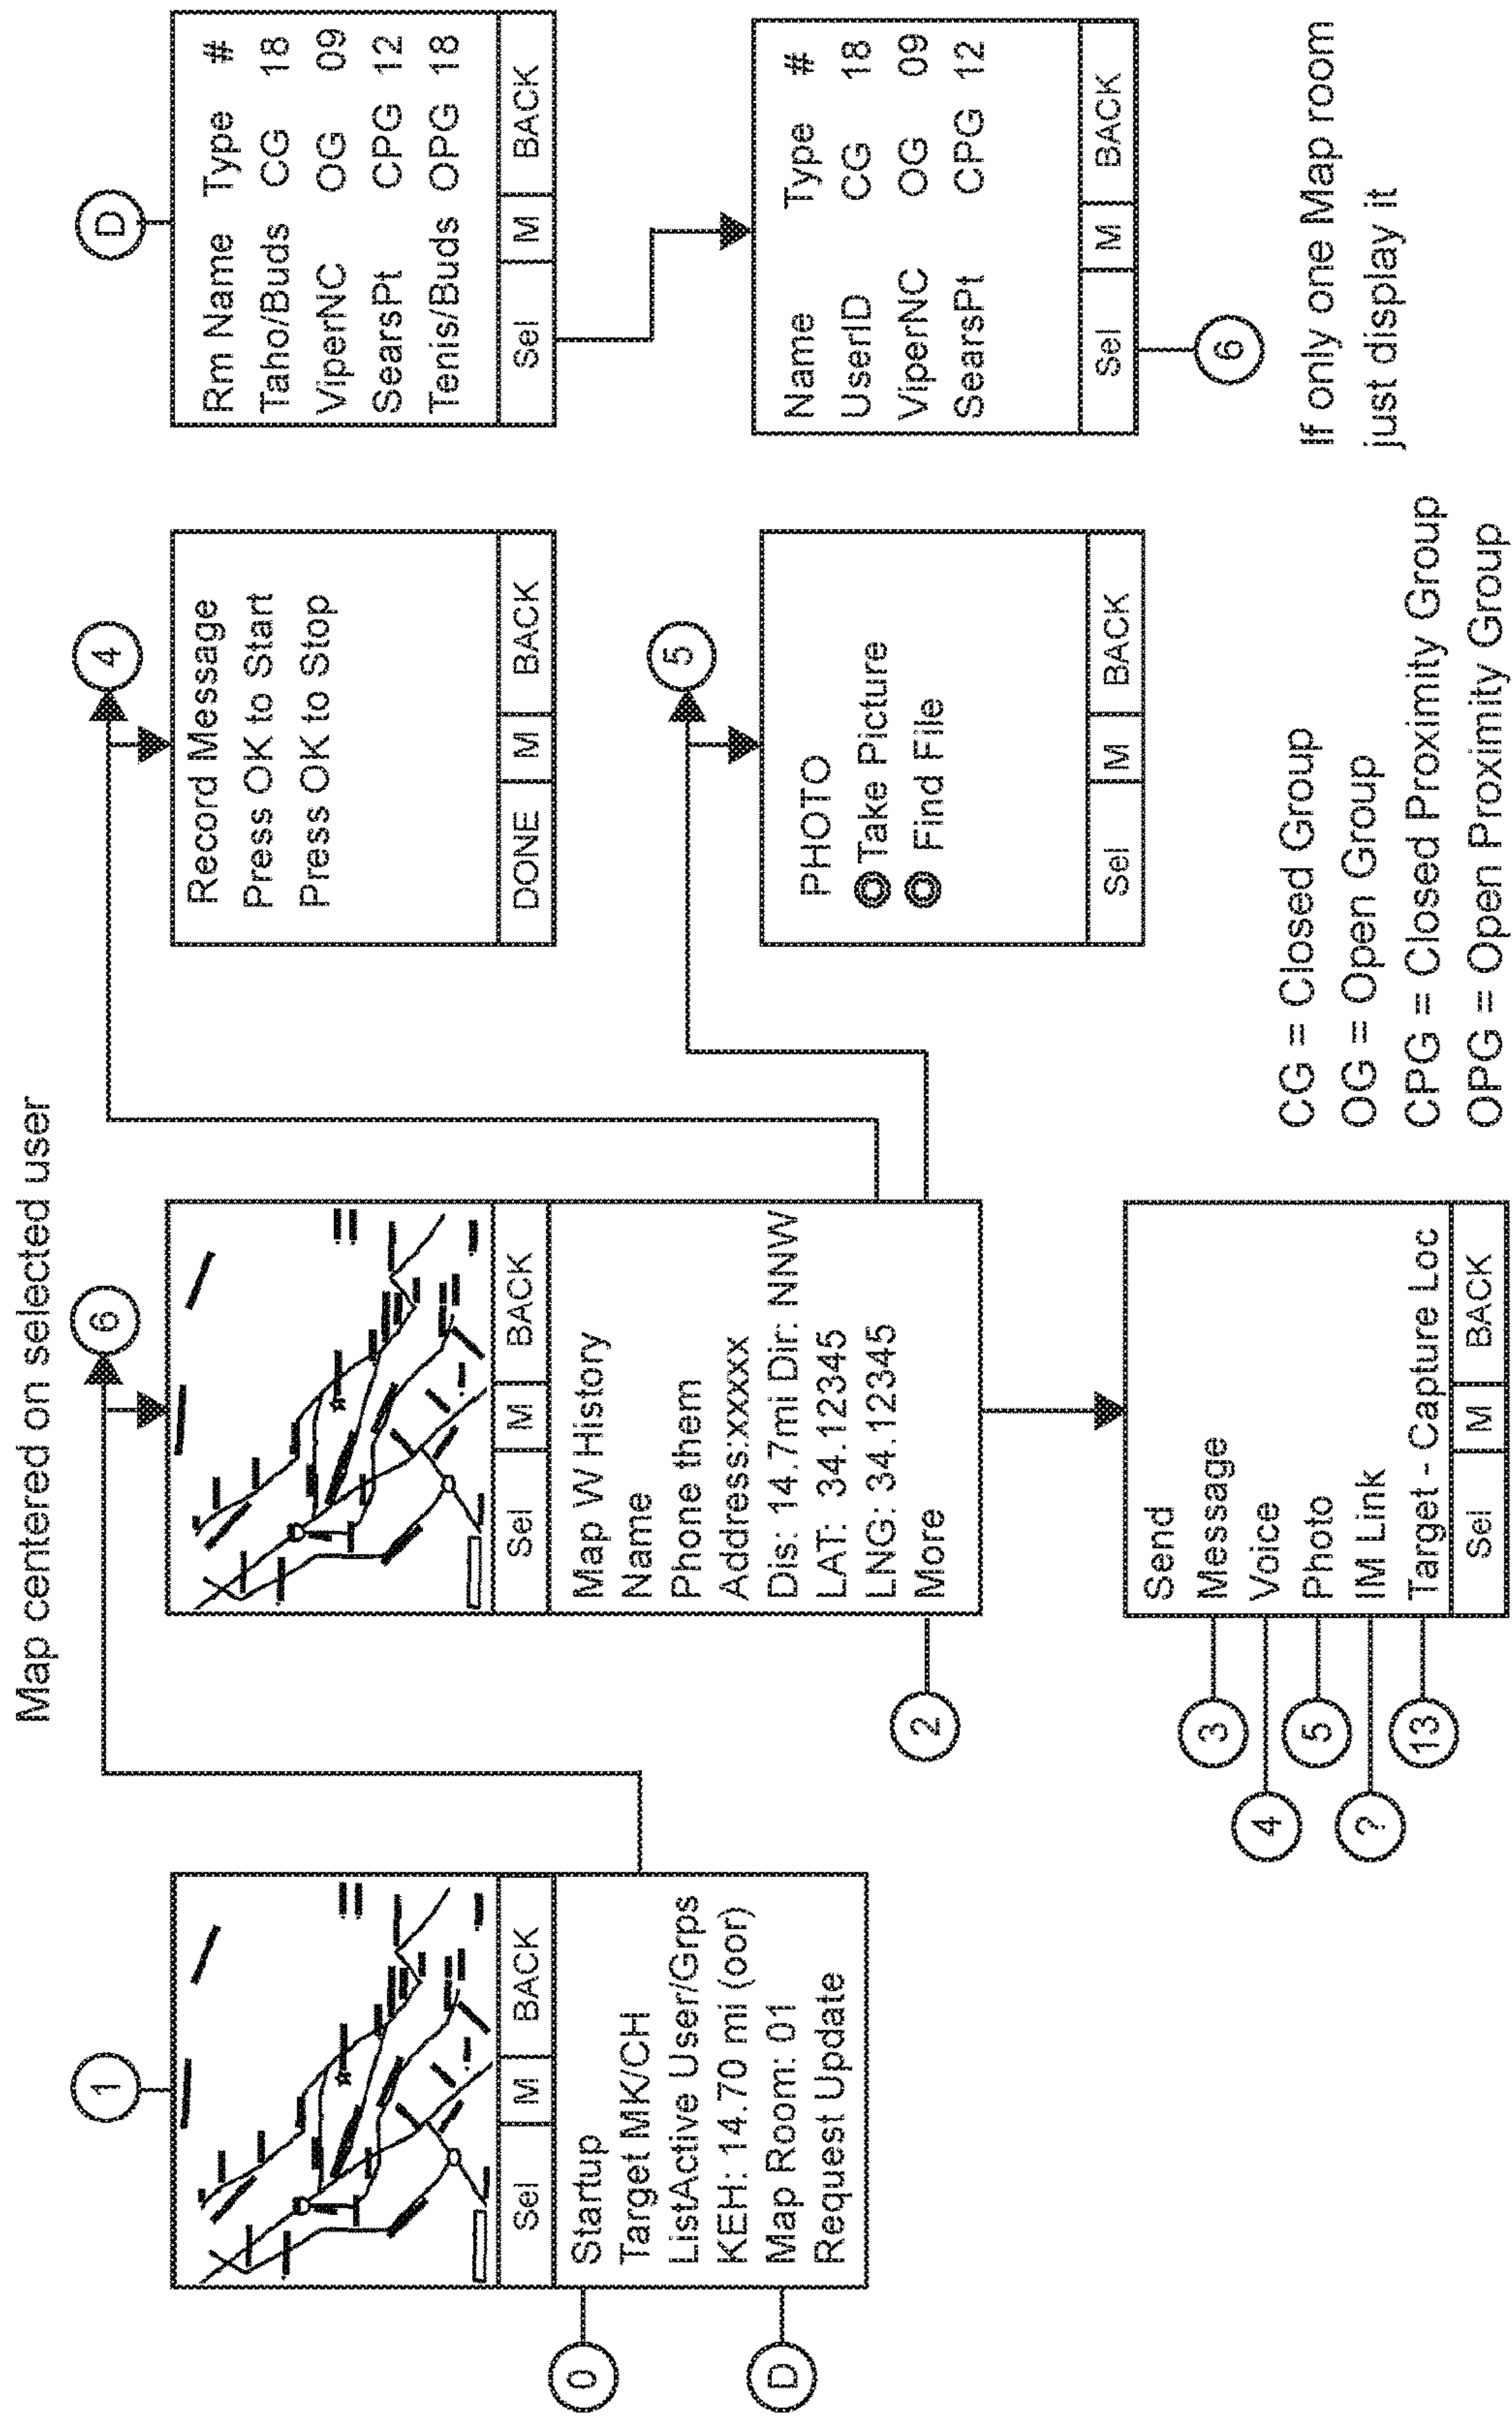 Map centered on selected user
1
Sel M BACK
Startup
Target MK/CH
ListActive User/Grps
KEH: 14.70 mi (oor)
Map Room: 01
Request Update
0
D
6
Sel M BACK
Map W History
Name
Phone them
Address:xxxxx
Dis: 14.7mi Dir: NNW
LAT: 34.12345
LNG: 34.12345
More
2
Send
Message
Voice
Photo
IM Link
Target - Capture Loc
Sel M BACK
3
4
5
?
13
4
Record Message
Press OK to Start
Press OK to Stop
DONE M BACK
5
PHOTO
Take Picture
Find File
Sel M BACK
CG = Closed Group
OG = Open Group
CPG = Closed Proximity Group
OPG = Open Proximity Group
D
Rm Name Type #
Taho/Buds CG 18
ViperNC OG 09
SearsPt CPG 12
Tenis/Buds OPG 18
Sel M BACK
Name Type #
UserID CG 18
ViperNC OG 09
SearsPt CPG 12
Sel M BACK
6
If only one Map room
just display it